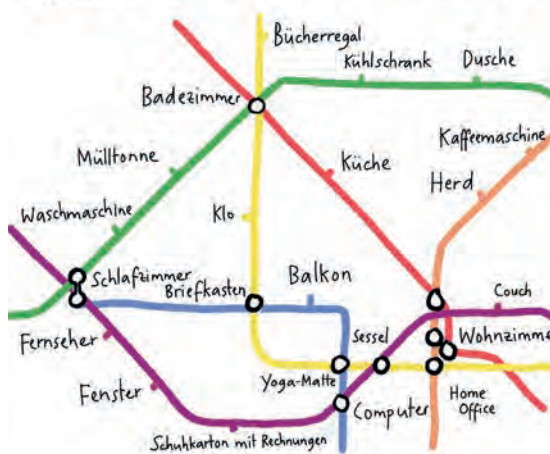 Bücherregal
Kühlschrank
Dusche
Badezimmer
Kaffeemaschine
Mülltonne
Küche
Herd
Waschmaschine
Klo
Schlafzimmer
Briefkasten
Balkon
Couch
Fernseher
Sessel
Wohnzimme
Yoga-Matte
Fenster
Computer
Home
Office
Schuhkarton mit Rechnungen